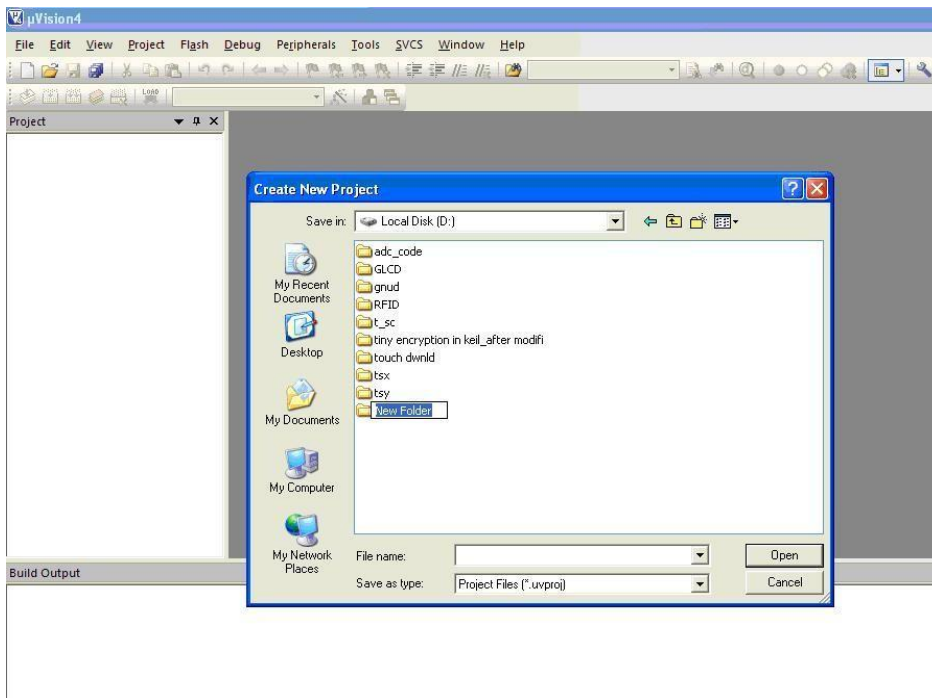 µVision4
File Edit View Project Flash Debug Peripherals Tools SVCS Window Help
LOAD
Project
Create New Project
Save in: Local Disk (D:)
adc_code
GLCD
gnud
RFID
t_sc
tiny encryption in keil_after modifi
touch dwnld
tsx
tsy
New Folder
My Recent
Documents
Desktop
My Documents
My Computer
My Network
Places
File name: Open
Save as type: Project Files (*.uvproj) Cancel
Build Output